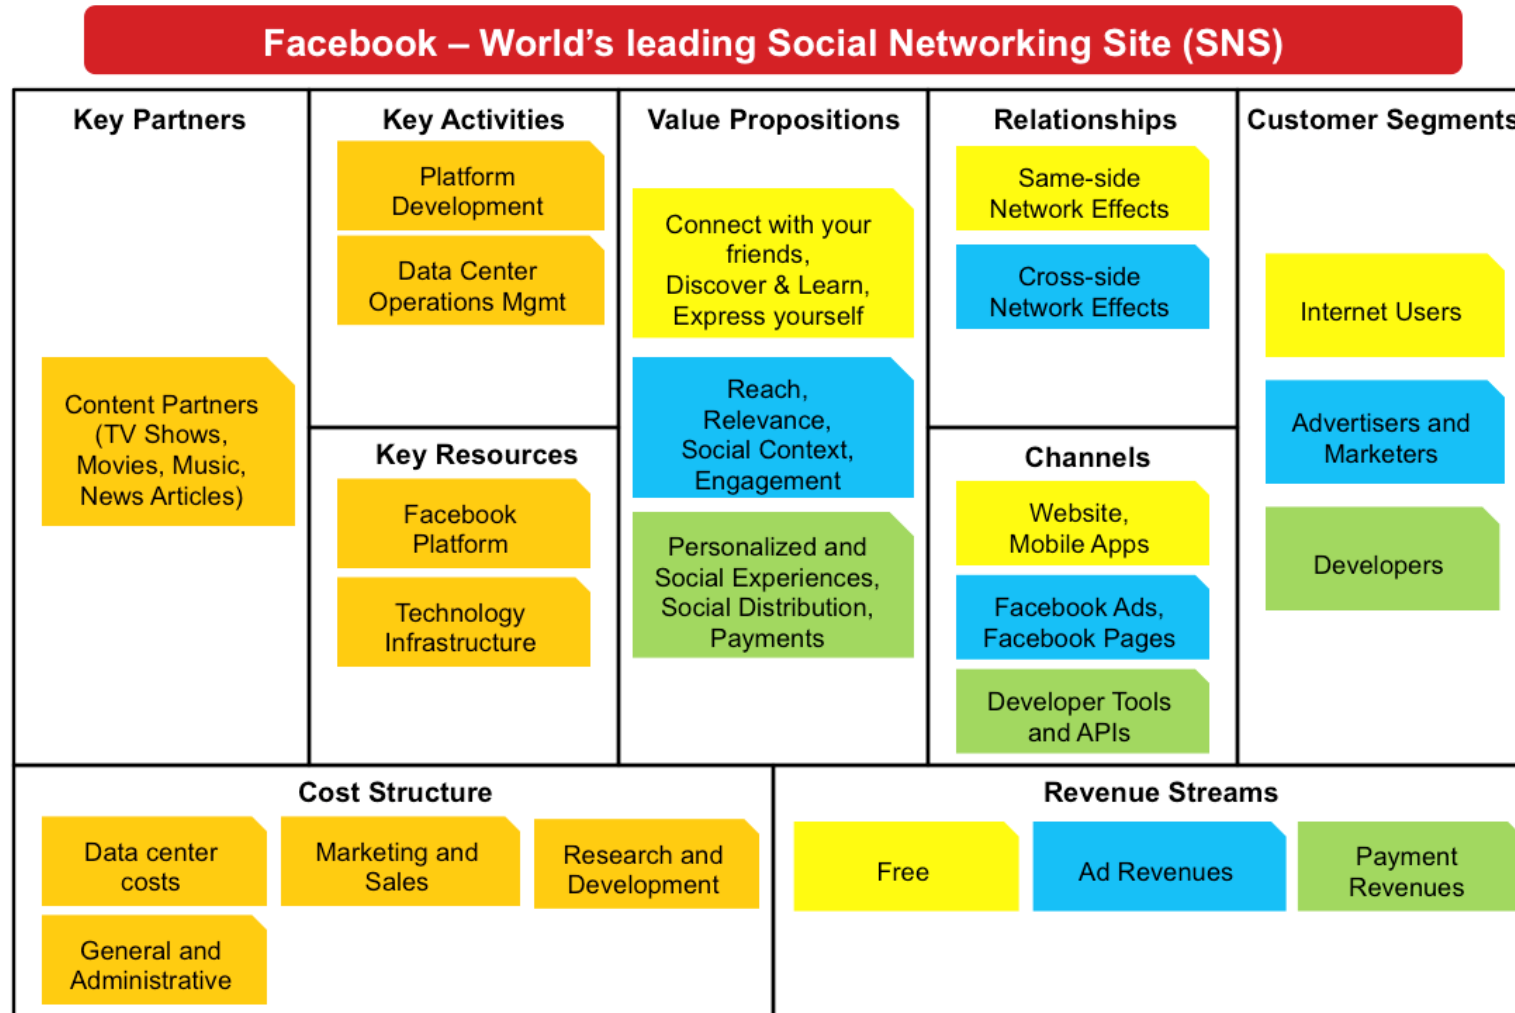 Facebook – World's leading Social Networking Site (SNS)
Key Partners
Content Partners
(TV Shows,
Movies, Music,
News Articles)
Key Activities
Platform
Development
Data Center
Operations Mgmt
Key Resources
Facebook
Platform
Technology
Infrastructure
Value Propositions
Connect with your
friends,
Discover & Learn,
Express yourself
Reach,
Relevance,
Social Context,
Engagement
Personalized and
Social Experiences,
Social Distribution,
Payments
Relationships
Same-side
Network Effects
Cross-side
Network Effects
Channels
Website,
Mobile Apps
Facebook Ads,
Facebook Pages
Developer Tools
and APIs
Customer Segments
Internet Users
Advertisers and
Marketers
Developers
Cost Structure
Data center
costs
Marketing and
Sales
Research and
Development
General and
Administrative
Revenue Streams
Free
Ad Revenues
Payment
Revenues